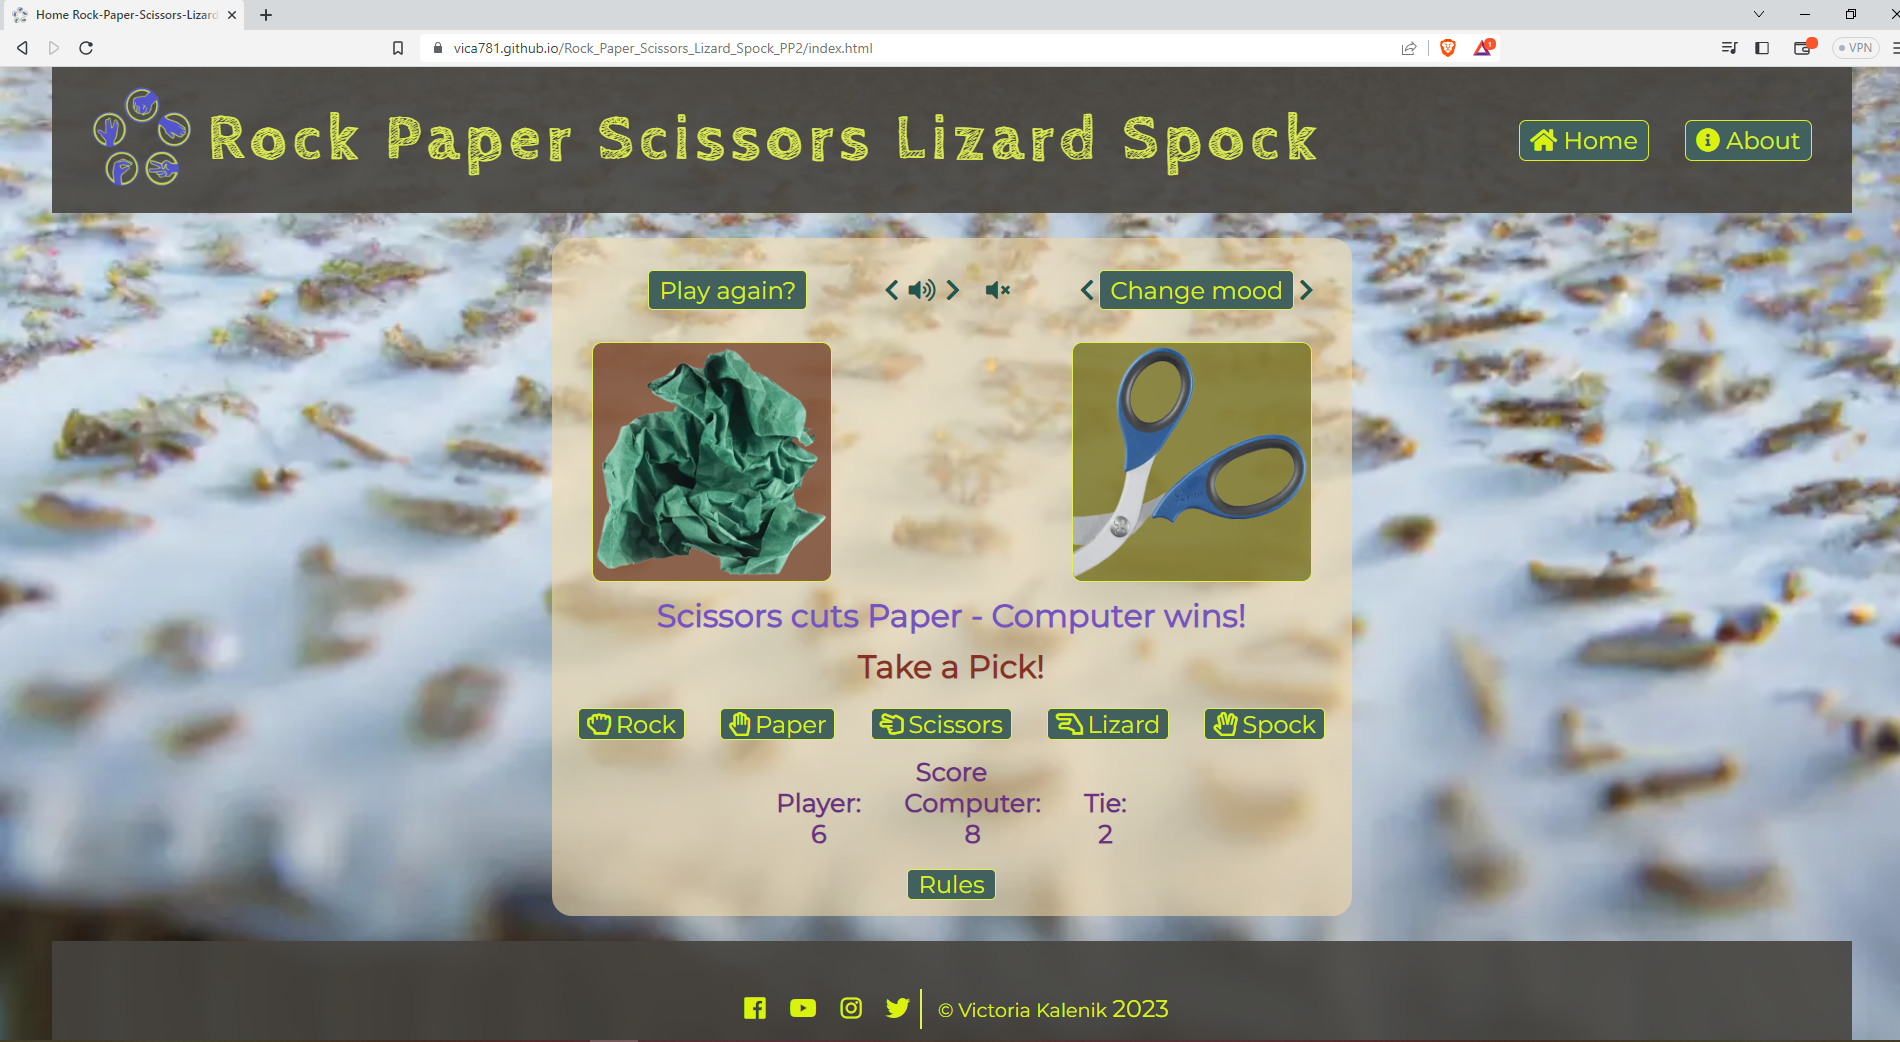 Home Rock-Paper-Scissors-Lizard
vica781.github.io/Rock_Paper_Scissors_Lizard_Spock_PP2/index.html
1
VPN
Rock Paper Scissors Lizard Spock
Home
About
Play again?
Change mood
Scissors cuts Paper - Computer wins!
Take a Pick!
Rock
Paper
Scissors
Lizard
Spock
Score
Player: Computer: Tie:
6 8 2
Rules
© Victoria Kalenik 2023